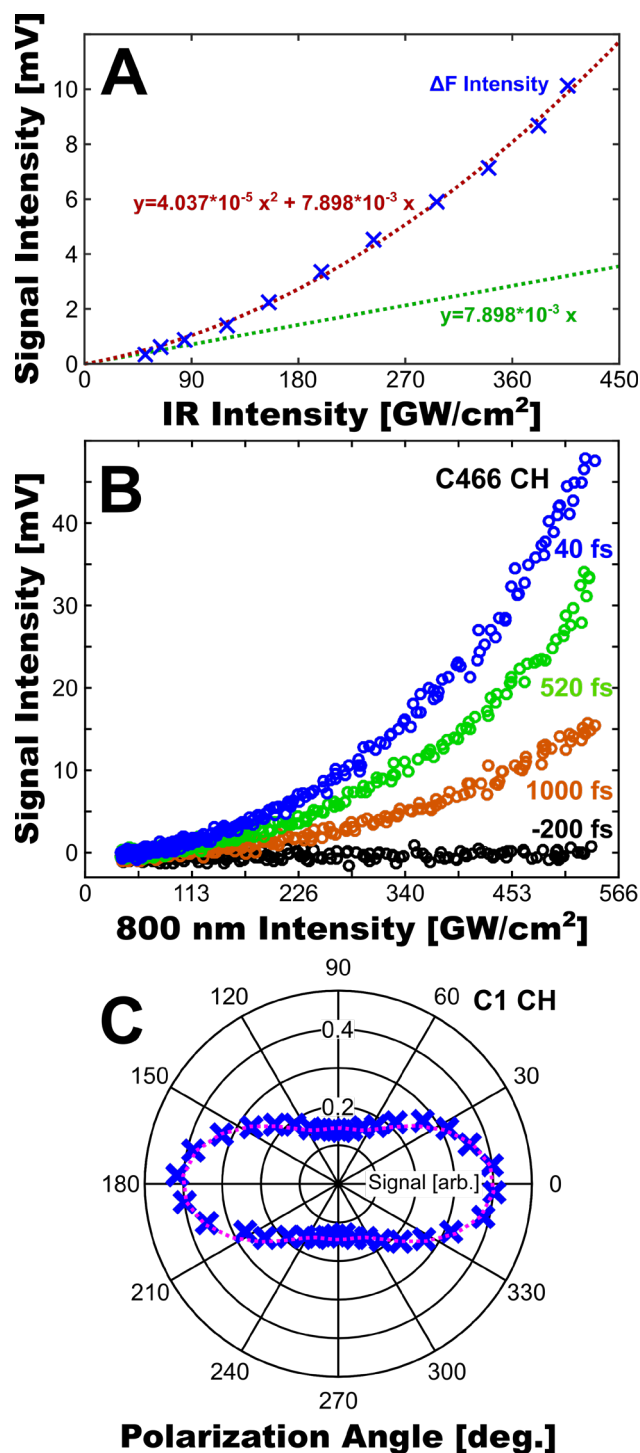 A
Signal Intensity [mV]
10
8
6
4
2
0
ΔF Intensity
y=4.037*10-5 x2 + 7.898*10-3 x
y=7.898*10-3 x
0 90 180 270 360 450
IR Intensity [GW/cm2]
B
C466 CH
Signal Intensity [mV]
40
30
20
10
0
40 fs
520 fs
1000 fs
-200 fs
0 113 226 340 453 566
800 nm Intensity [GW/cm2]
C
C1 CH
90
120 60
150 30
0.4
0.2
180 Signal [arb.] 0
210 330
240 300
270
Polarization Angle [deg.]